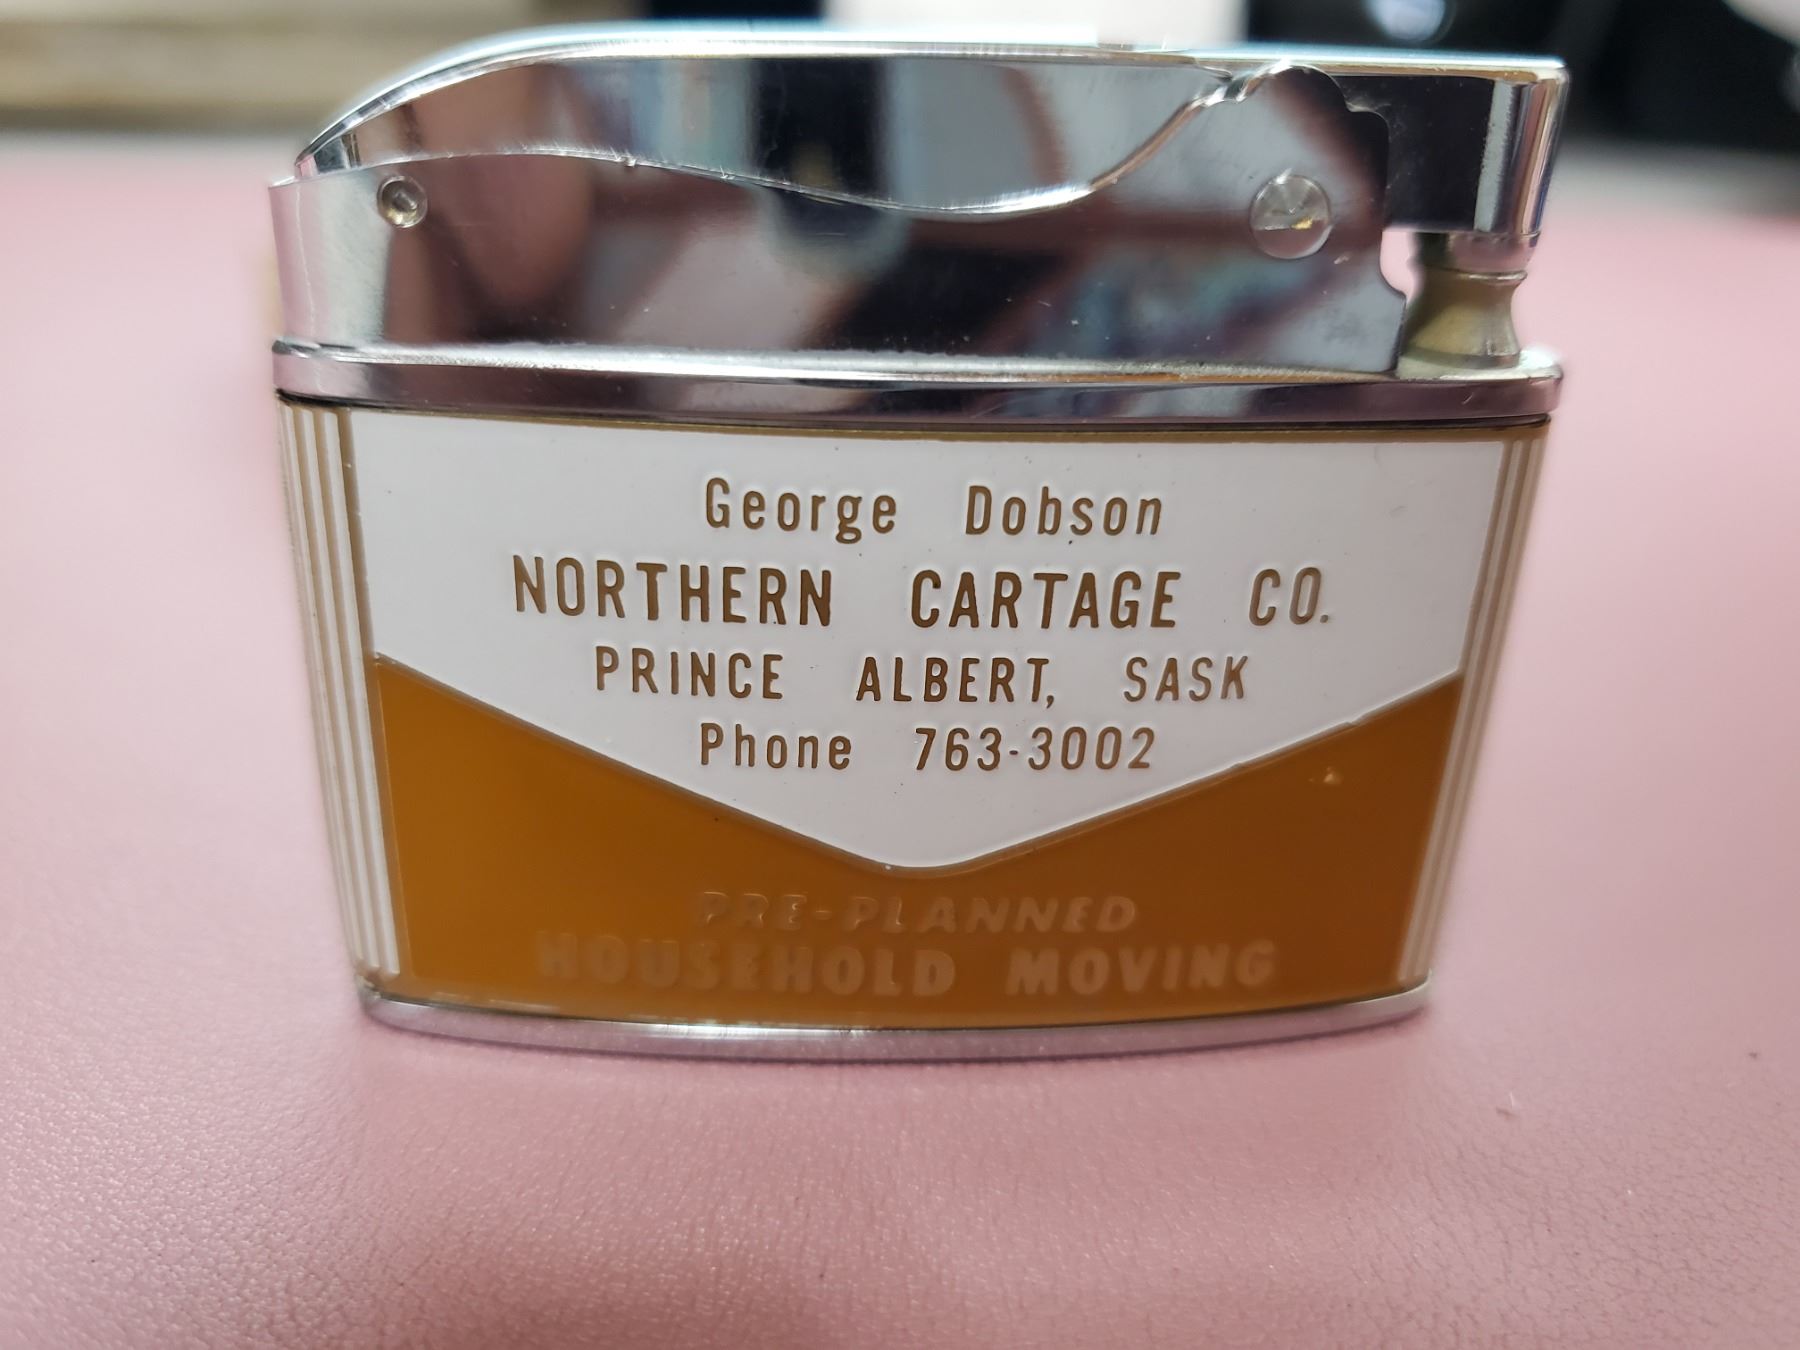 George Dobson
NORTHERN CARTAGE CO.
PRINCE ALBERT, SASK
Phone 763-3002
PRE-PLANNED
HOUSEHOLD MOVING